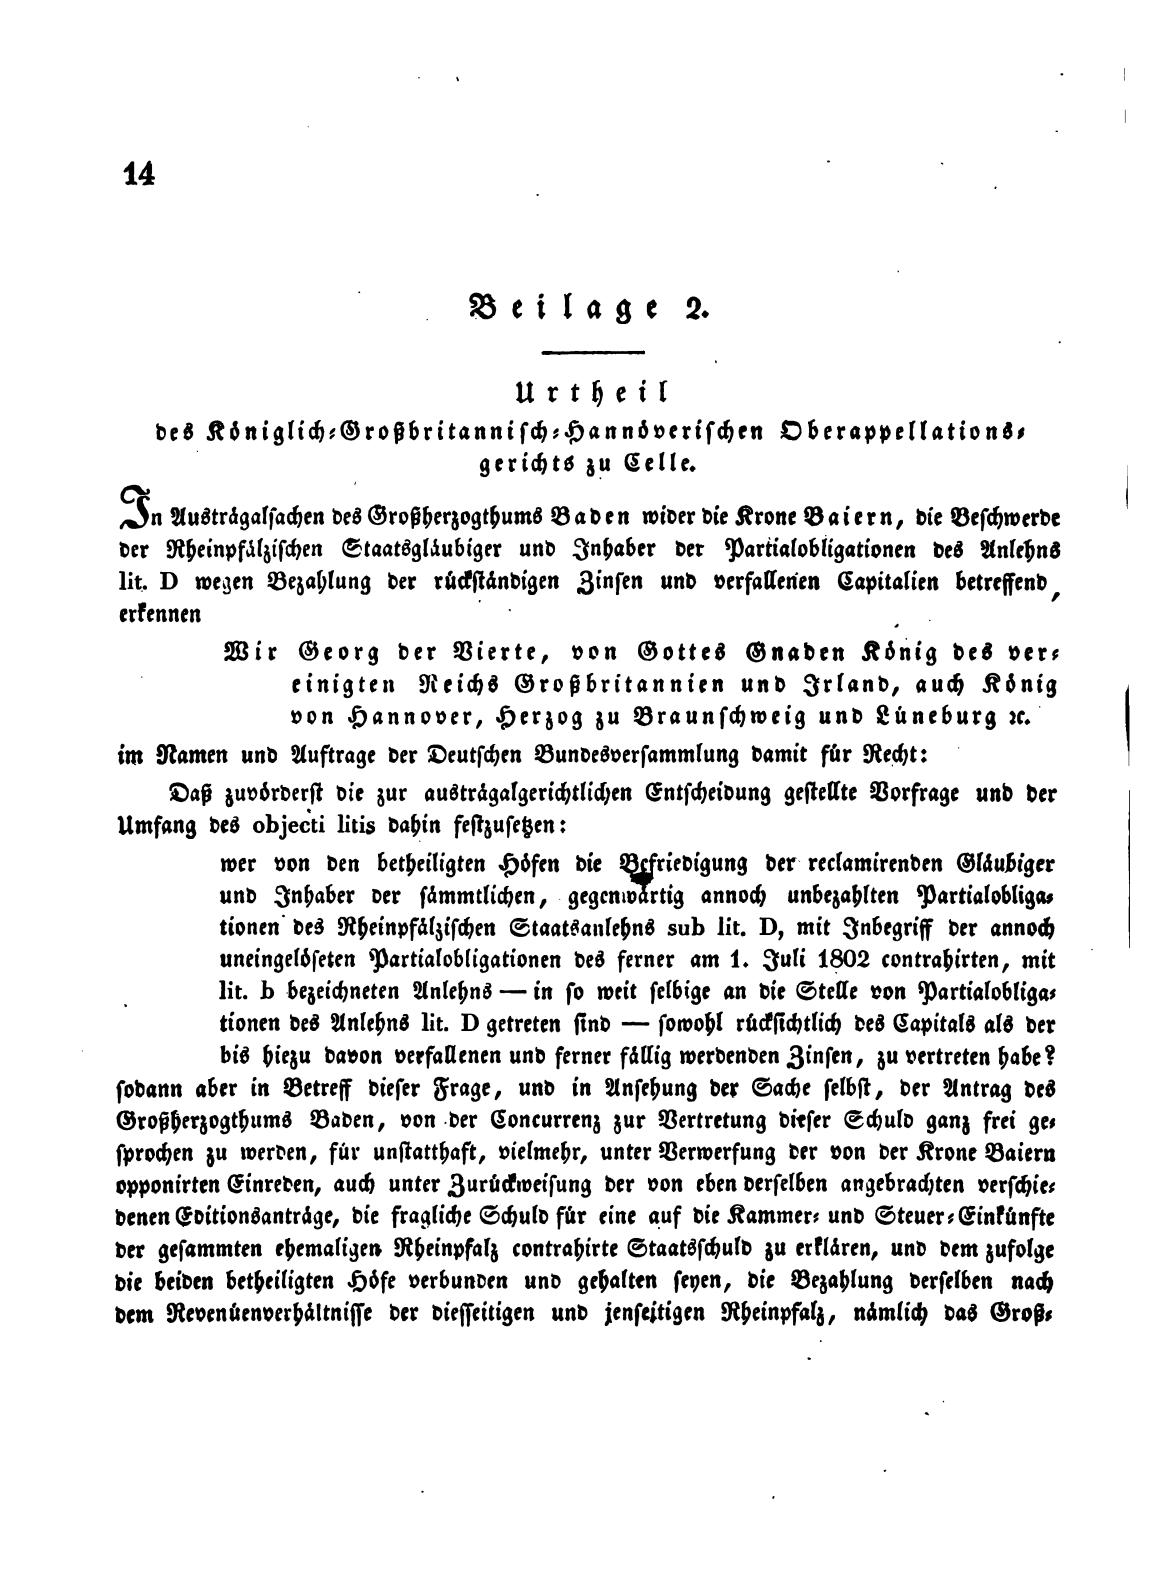 14
Beilage 2.
Urtheil
des Königlich-Großbritannisch-Hannöverischen Oberappellations-
gerichts zu Celle.
In Austrägalsachen des Großherzogthums Baden wider die Krone Baiern, die Beschwerde
der Rheinpfälzischen Staatsgläubiger und Inhaber der Partialobligationen des Anlehns
lit. D wegen Bezahlung der rückständigen Zinsen und verfallenen Capitalien betreffend,
erkennen
Wir Georg der Vierte, von Gottes Gnaden König des ver-
einigten Reichs Großbritannien und Irland, auch König
von Hannover, Herzog zu Braunschweig und Lüneburg ꝛc.
im Namen und Auftrage der Deutschen Bundesversammlung damit für Recht:
Daß zuvörderst die zur austrägalgerichtlichen Entscheidung gestellte Vorfrage und der
Umfang des objecti litis dahin festzusetzen:
wer von den betheiligten Höfen die Befriedigung der reclamirenden Gläubiger
und Inhaber der sämmtlichen, gegenwärtig annoch unbezahlten Partialobliga-
tionen des Rheinpfälzischen Staatsanlehns sub lit. D, mit Inbegriff der annoch
uneingelöseten Partialobligationen des ferner am 1. Juli 1802 contrahirten, mit
lit. b bezeichneten Anlehns — in so weit selbige an die Stelle von Partialobliga-
tionen des Anlehns lit. D getreten sind — sowohl rücksichtlich des Capitals als der
bis hiezu davon verfallenen und ferner fällig werdenden Zinsen, zu vertreten habe?
sodann aber in Betreff dieser Frage, und in Ansehung der Sache selbst, der Antrag des
Großherzogthums Baden, von der Concurrenz zur Vertretung dieser Schuld ganz frei ge-
sprochen zu werden, für unstatthaft, vielmehr, unter Verwerfung der von der Krone Baiern
opponirten Einreden, auch unter Zurückweisung der von eben derselben angebrachten verschie-
denen Editionsanträge, die fragliche Schuld für eine auf die Kammer- und Steuer-Einkünfte
der gesammten ehemaligen Rheinpfalz contrahirte Staatsschuld zu erklären, und dem zufolge
die beiden betheiligten Höfe verbunden und gehalten seyen, die Bezahlung derselben nach
dem Revenüenverhältnisse der diesseitigen und jenseitigen Rheinpfalz, nämlich das Groß-